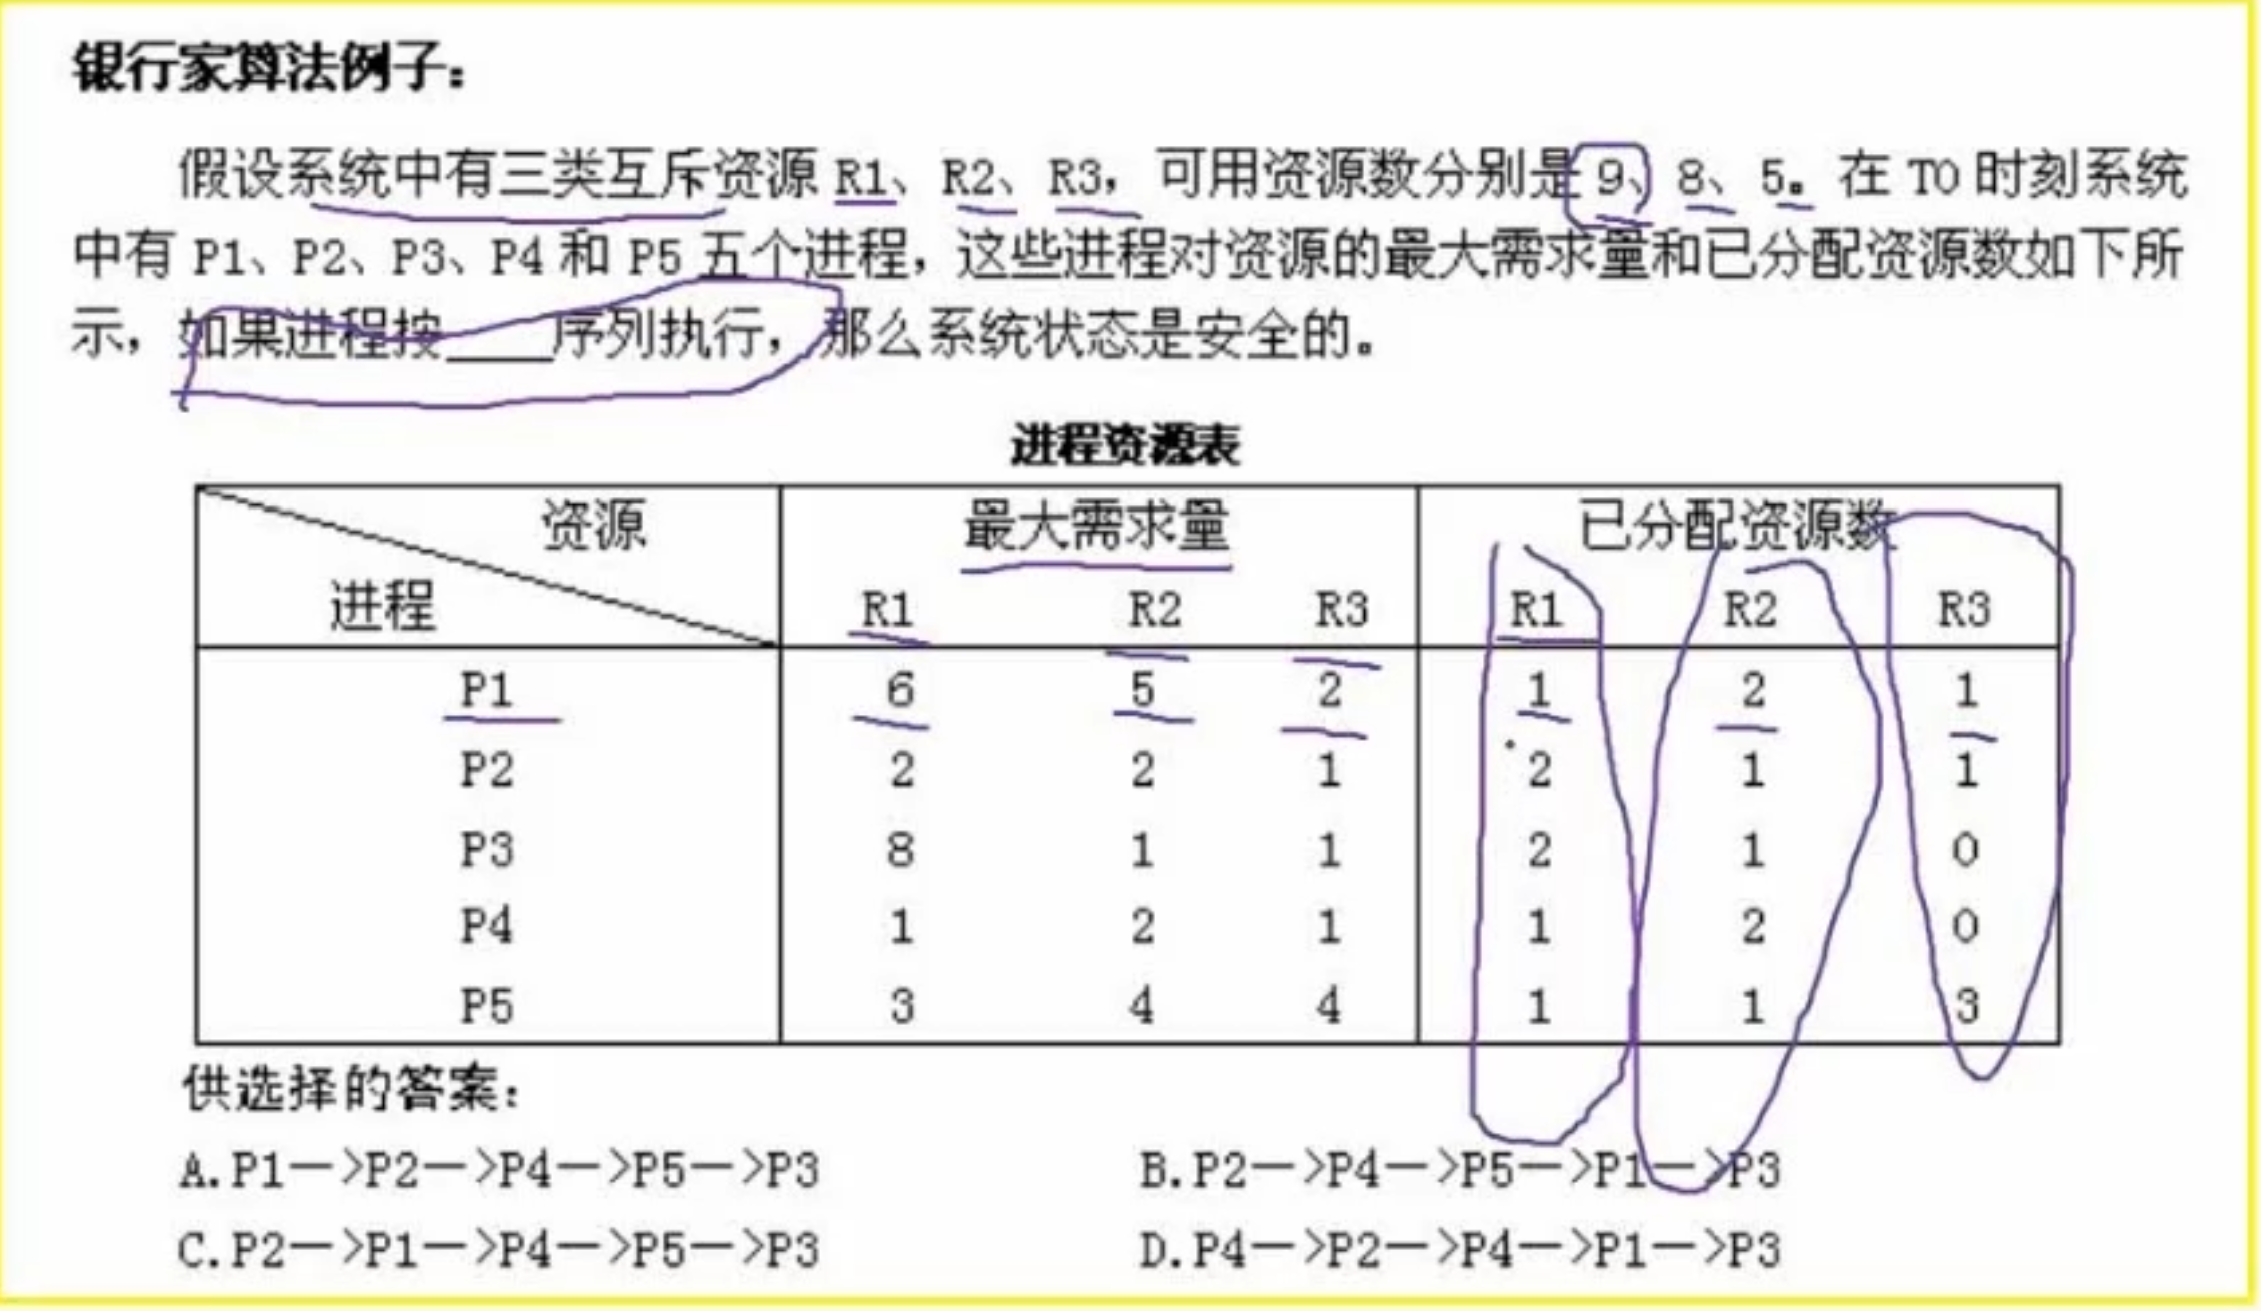 银行家算法例子：
假设系统中有三类互斥资源 R1、R2、R3，可用资源数分别是 9、8、5。在 T0 时刻系统
中有 P1、P2、P3、P4 和 P5 五个进程，这些进程对资源的最大需求量和已分配资源数如下所
示，如果进程按____序列执行，那么系统状态是安全的。
进程资源表
资源 最大需求量 已分配资源数
进程 R1 R2 R3 R1 R2 R3
P1 6 5 2 1 2 1
P2 2 2 1 2 1 1
P3 8 1 1 2 1 0
P4 1 2 1 1 2 0
P5 3 4 4 1 1 3
供选择的答案：
A.P1—>P2—>P4—>P5—>P3 B.P2—>P4—>P5—>P1—>P3
C.P2—>P1—>P4—>P5—>P3 D.P4—>P2—>P4—>P1—>P3